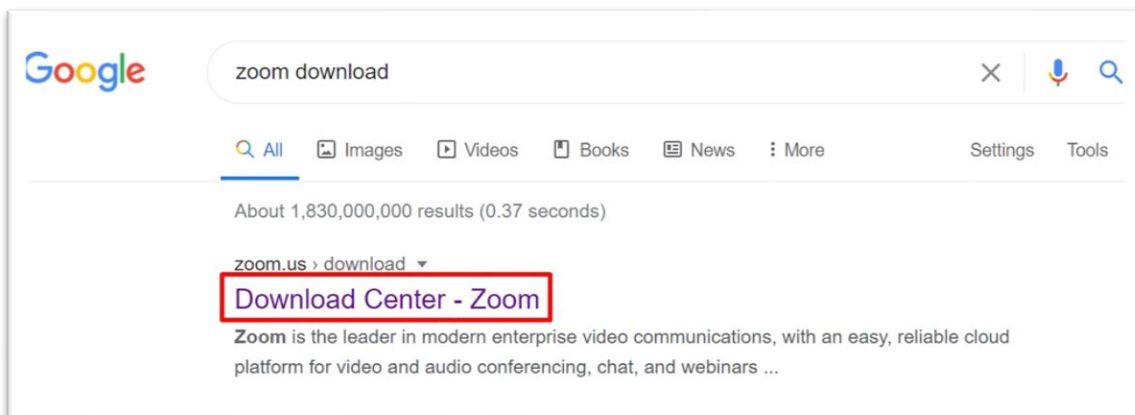 Google
zoom download
All Images Videos Books News More Settings Tools
About 1,830,000,000 results (0.37 seconds)
zoom.us › download
Download Center - Zoom
Zoom is the leader in modern enterprise video communications, with an easy, reliable cloud
platform for video and audio conferencing, chat, and webinars ...